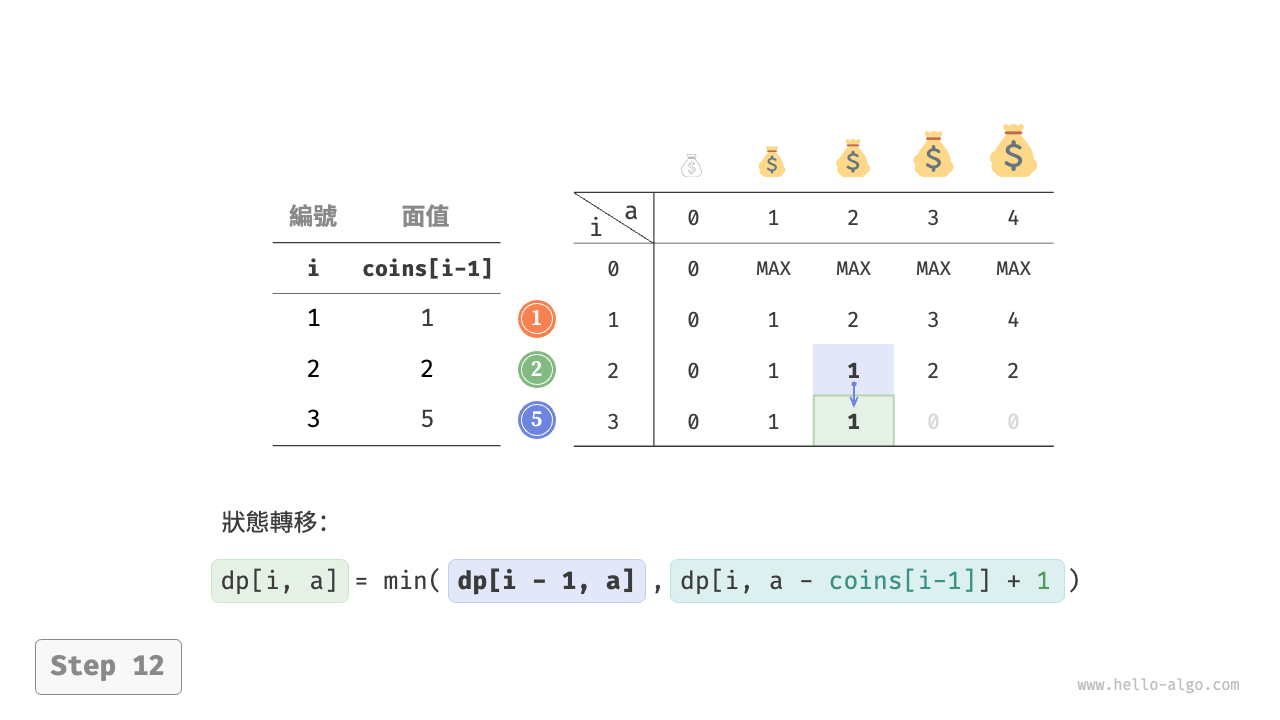 編號 面值
i coins[i-1]
1 1
2 2
3 5
1
2
5
$ $ $ $ $
i a 0 1 2 3 4
0 0 MAX MAX MAX MAX
1 0 1 2 3 4
2 0 1 1 2 2
3 0 1 1 0 0
狀態轉移：
dp[i, a] = min( dp[i - 1, a] , dp[i, a - coins[i-1]] + 1 )
Step 12
www.hello-algo.com